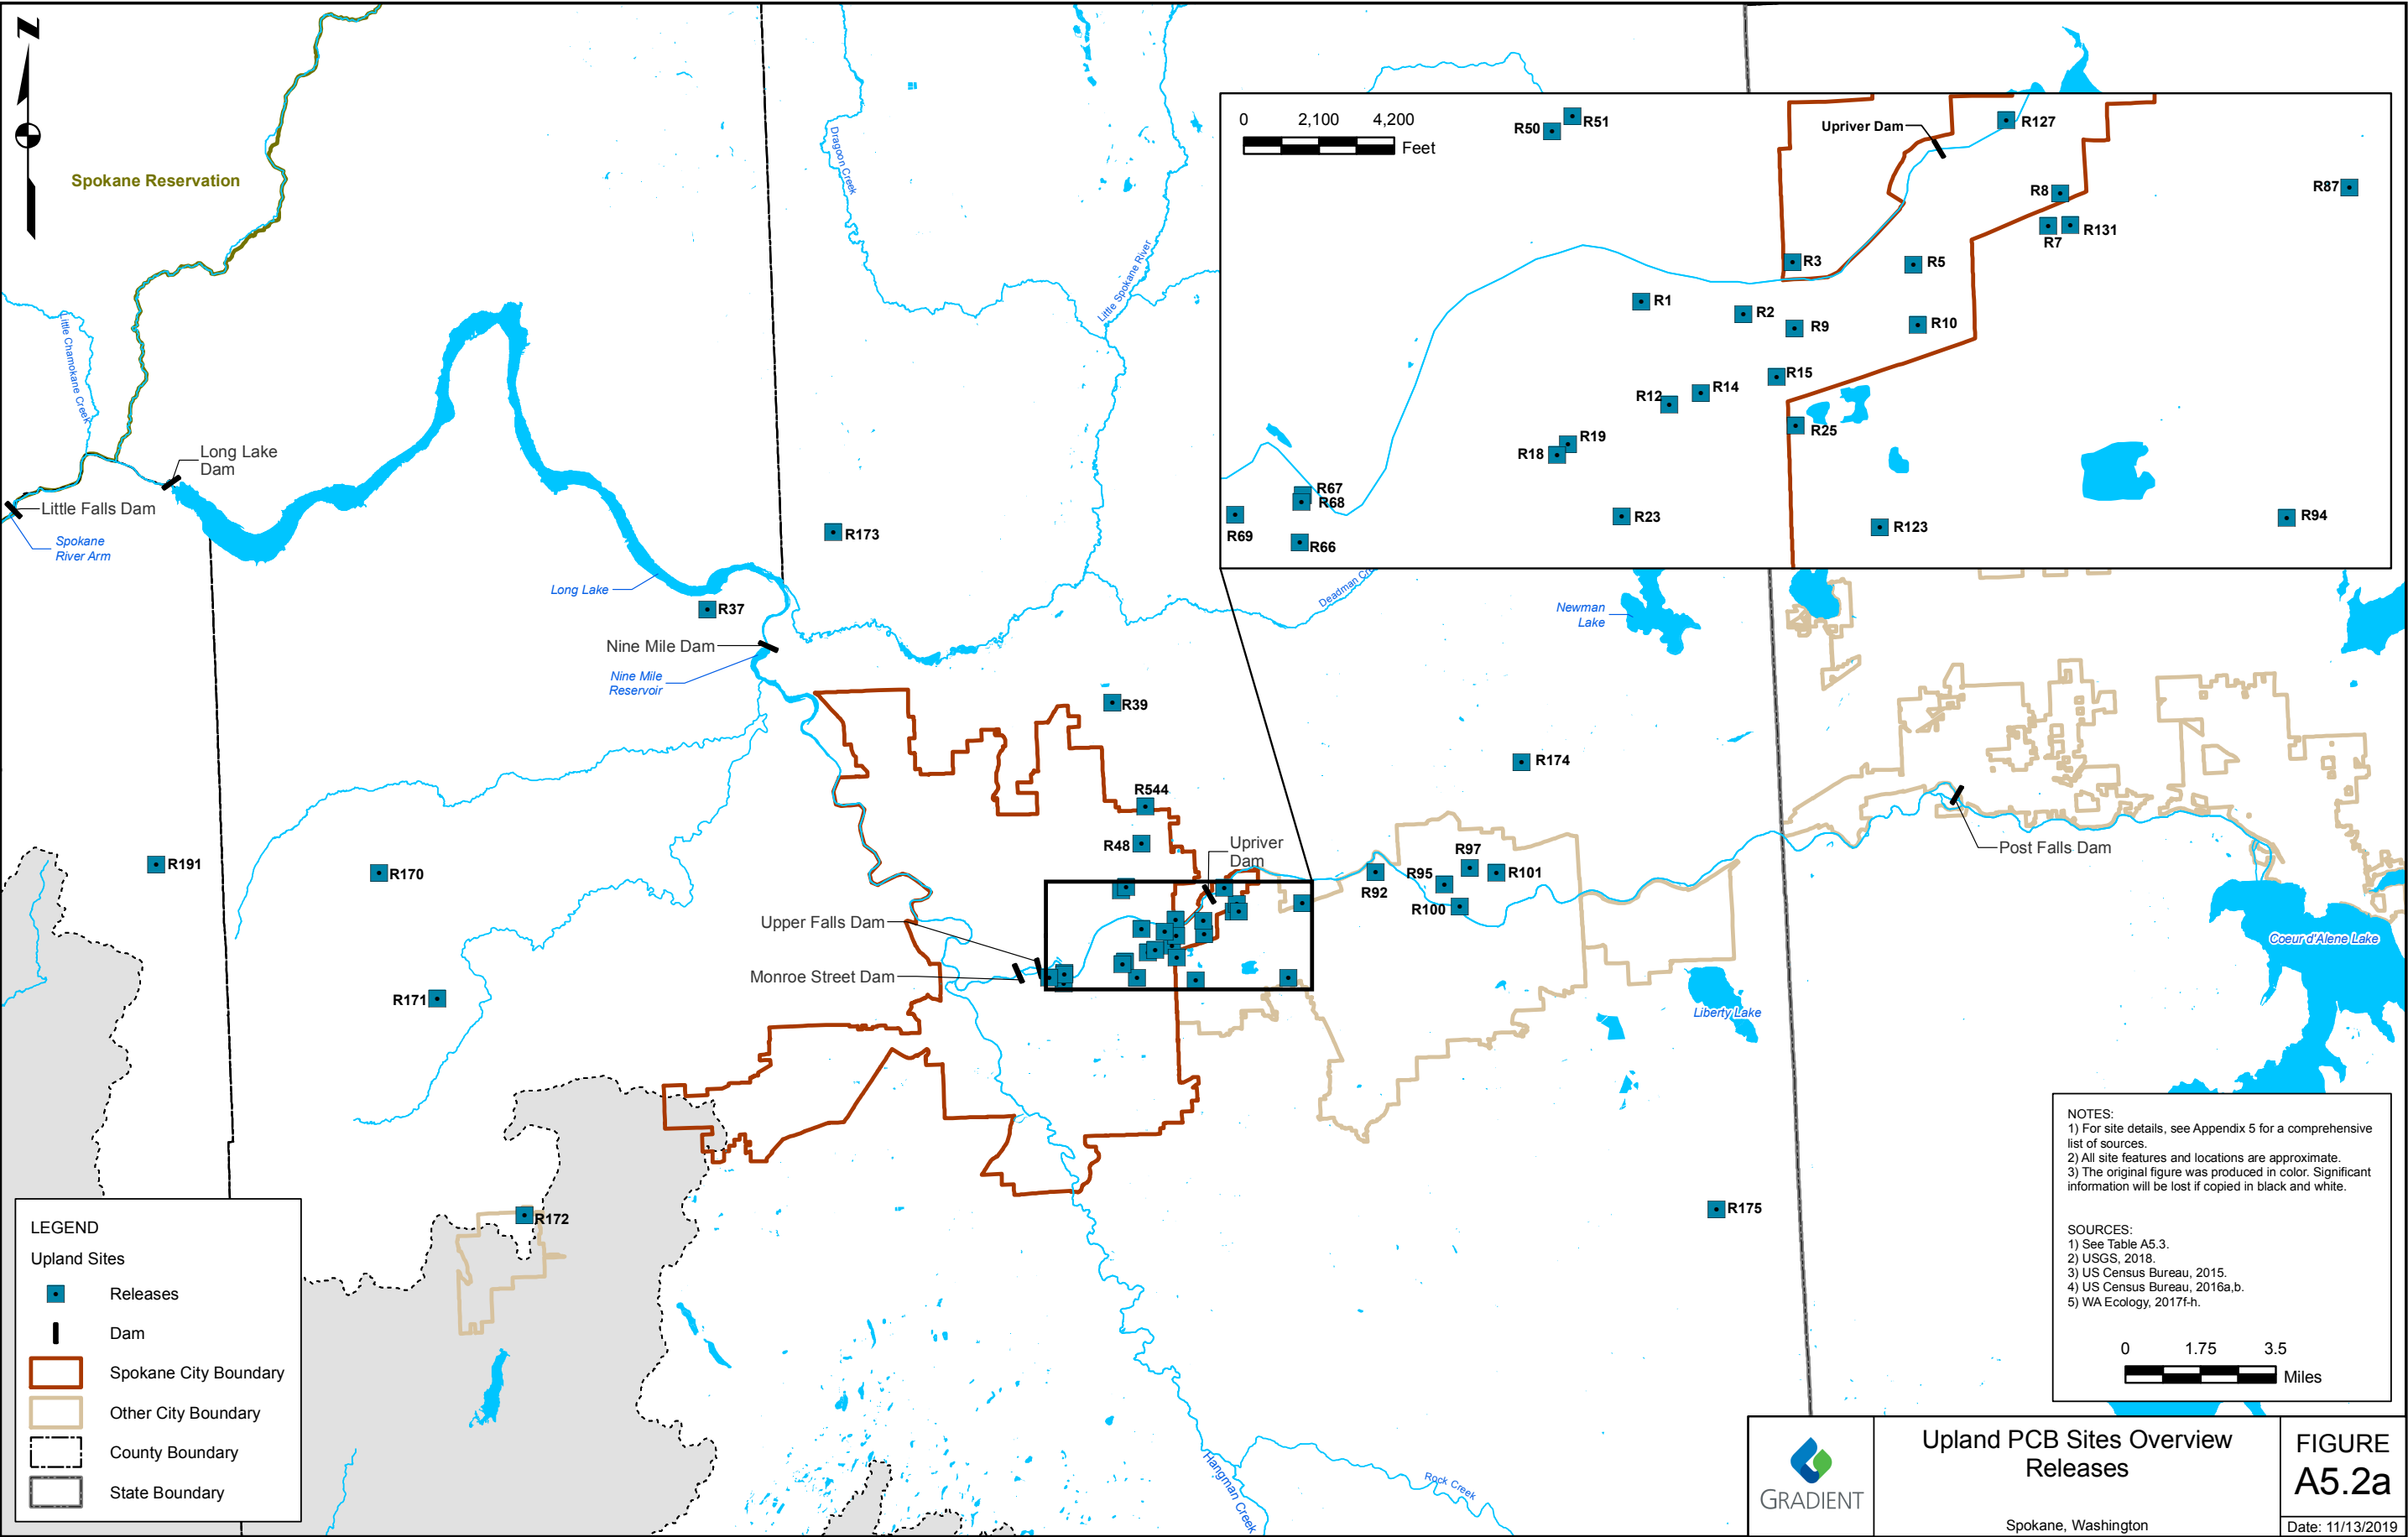 N
Spokane Reservation
Little Chamokane Creek
Long Lake
Dam
Little Falls Dam
Spokane
River Arm
Long Lake
R37
R173
Nine Mile Dam
Nine Mile
Reservoir
Dragoon Creek
Little Spokane River
Deadman Cre
0 2,100 4,200
Feet
R50
R51
Upriver Dam
R127
R8
R87
R7
R131
R3
R5
R1
R2
R9
R10
R15
R14
R12
R25
R19
R18
R67
R68
R69
R66
R23
R123
R94
Newman
Lake
R39
R174
R544
R48
Upriver
Dam
R97
R95
R101
R92
R100
Post Falls Dam
R191
R170
Upper Falls Dam
Monroe Street Dam
R171
Coeur d'Alene Lake
Liberty Lake
R172
R175
Hangman Creek
Rock Creek
LEGEND
Upland Sites
Releases
Dam
Spokane City Boundary
Other City Boundary
County Boundary
State Boundary
NOTES:
1) For site details, see Appendix 5 for a comprehensive
list of sources.
2) All site features and locations are approximate.
3) The original figure was produced in color. Significant
information will be lost if copied in black and white.
SOURCES:
1) See Table A5.3.
2) USGS, 2018.
3) US Census Bureau, 2015.
4) US Census Bureau, 2016a,b.
5) WA Ecology, 2017f-h.
0 1.75 3.5
Miles
GRADIENT
Upland PCB Sites Overview
Releases
Spokane, Washington
FIGURE
A5.2a
Date: 11/13/2019